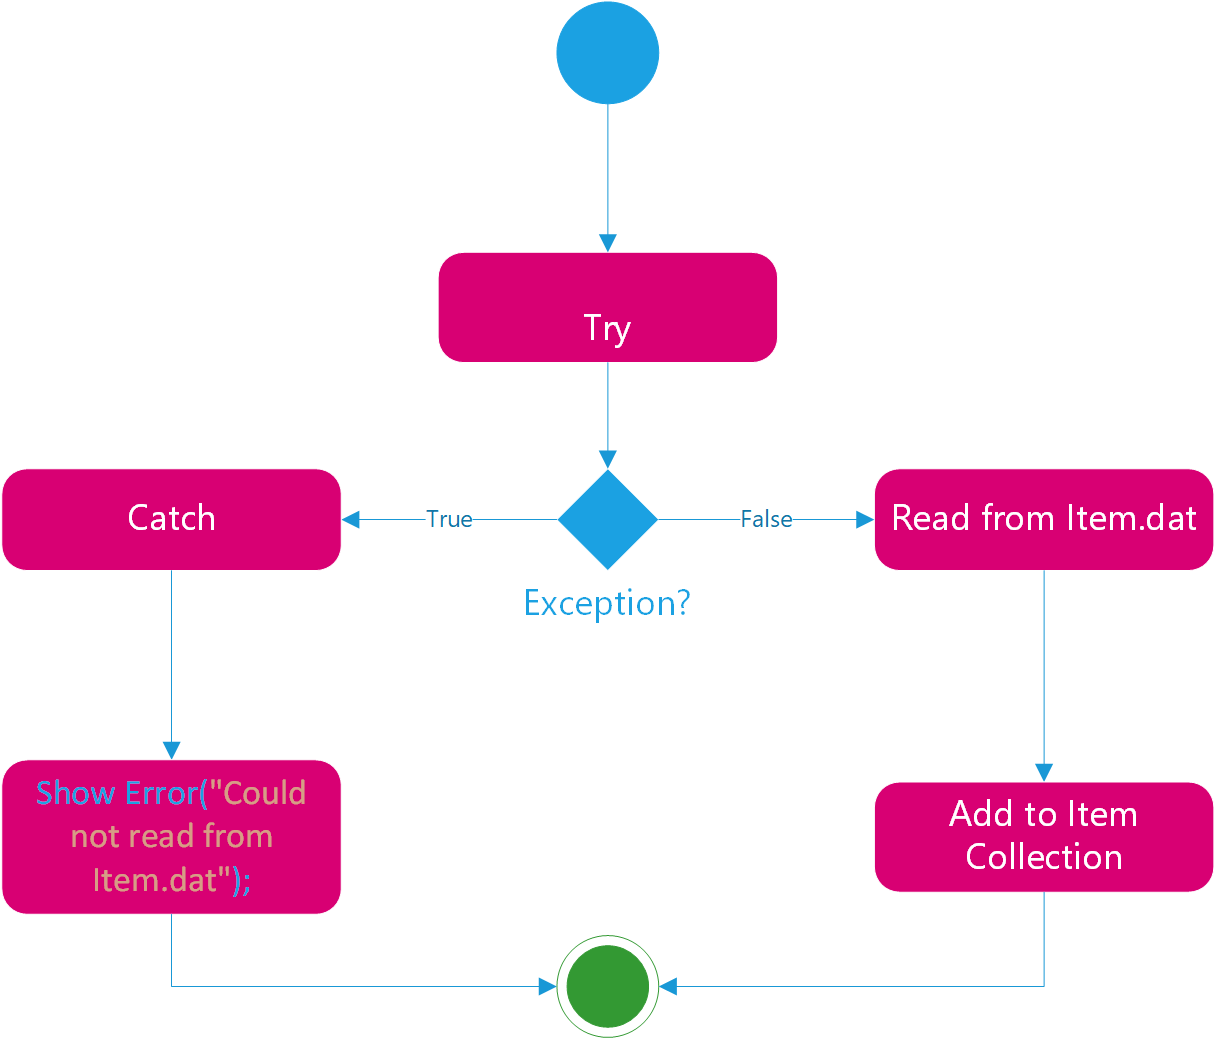 Try
Catch
True
False
Read from Item.dat
Exception?
Show Error("Could
not read from
Item.dat");
Add to Item
Collection